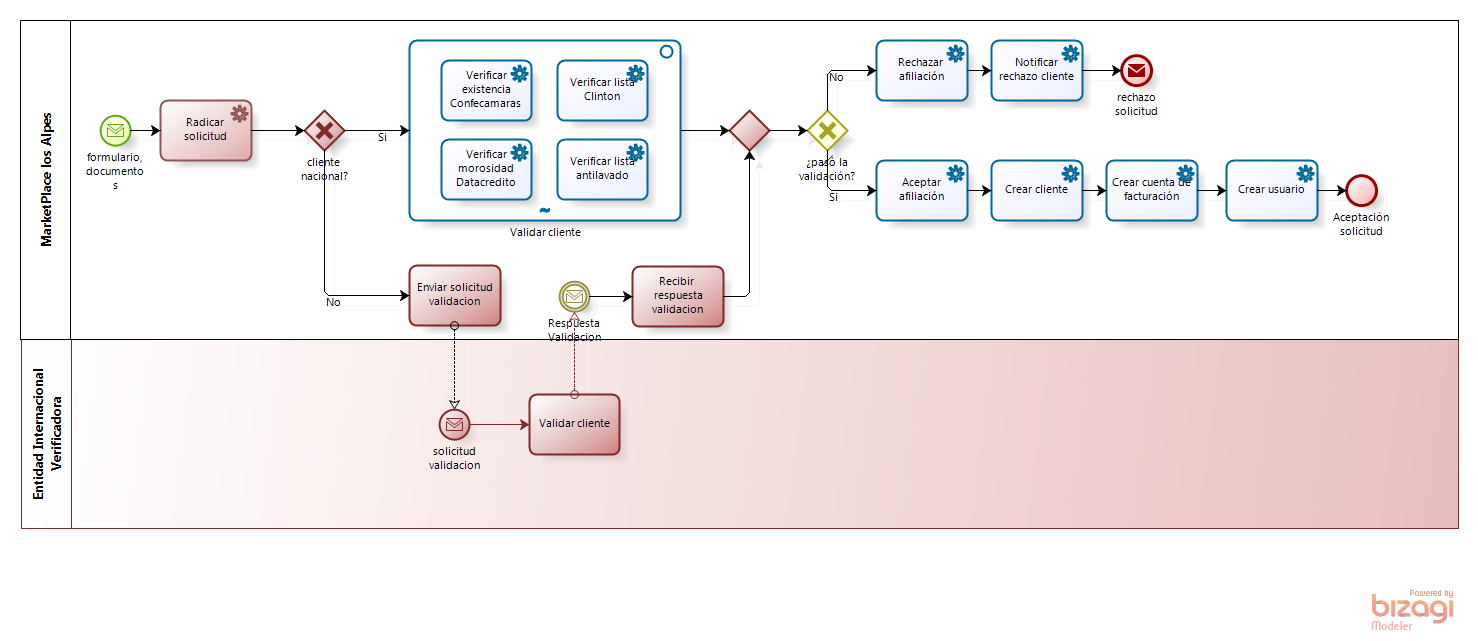 MarketPlace los Alpes
formulario,
documento
s
Radicar
solicitud
cliente
nacional?
Si
No
Verificar
existencia
Confecamaras
Verificar lista
Clinton
Verificar
morosidad
Datacredito
Verificar lista
antilavado
Validar cliente
Enviar solicitud
validacion
Respuesta
Validacion
Recibir
respuesta
validacion
¿pasó la
validación?
No
Si
Rechazar
afiliación
Notificar
rechazo cliente
rechazo
solicitud
Aceptar
afiliación
Crear cliente
Crear cuenta de
facturación
Crear usuario
Aceptación
solicitud
Entidad Internacional
Verificadora
solicitud
validacion
Validar cliente
Powered by
bizagi
Modeler